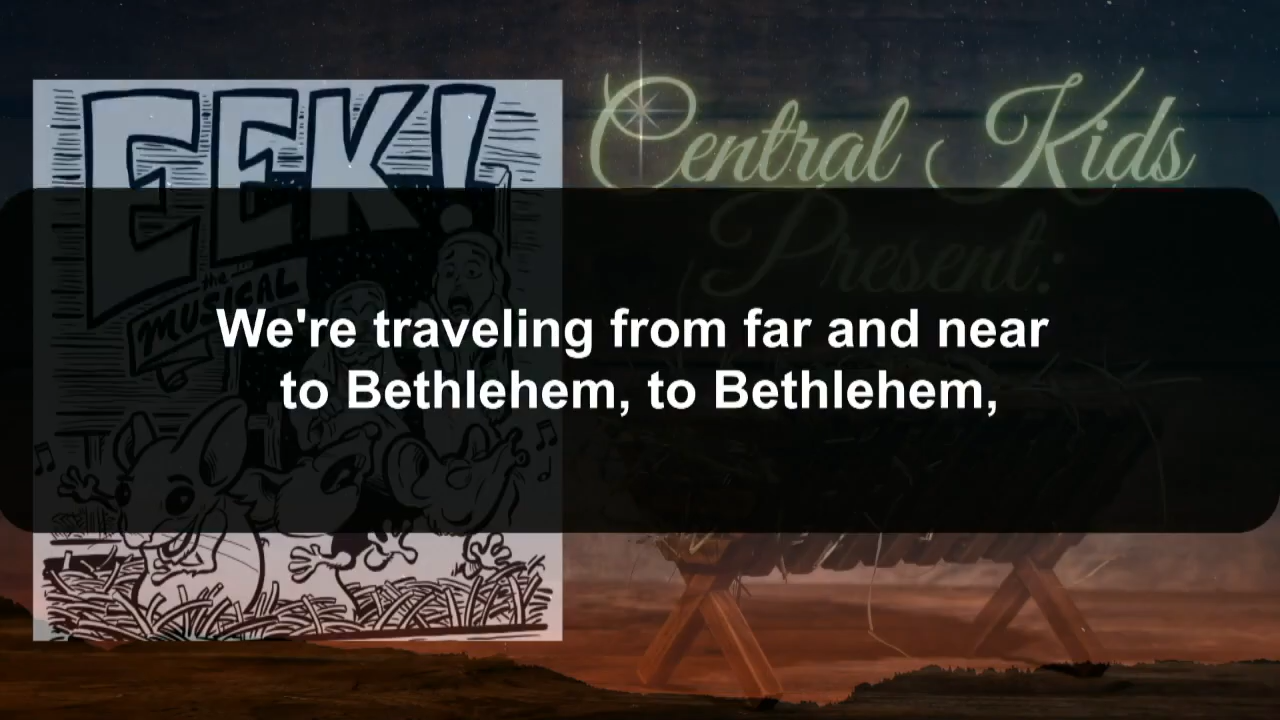 EEK!
the
MUSICAL
Central Kids
Present:
We're traveling from far and near
to Bethlehem, to Bethlehem,